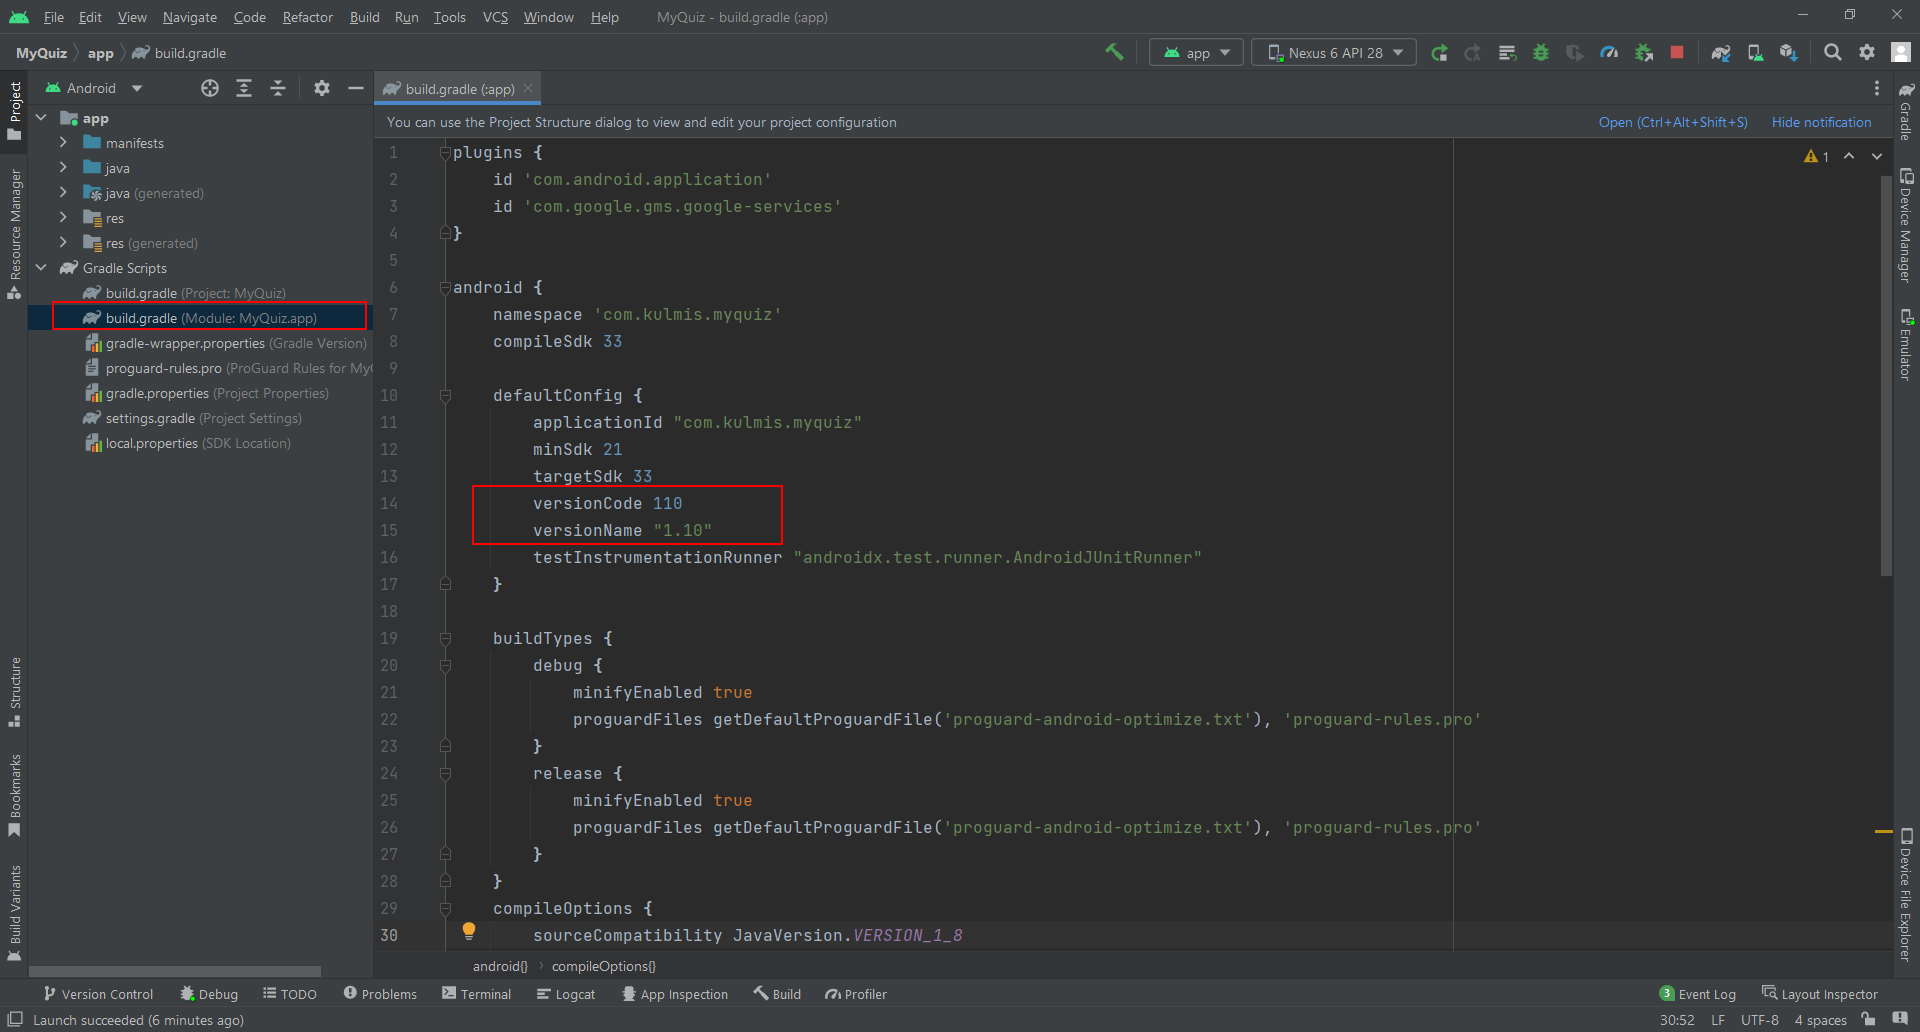 File Edit View Navigate Code Refactor Build Run Tools VCS Window Help MyQuiz - build.gradle (:app)
MyQuiz app build.gradle app Nexus 6 API 28
Project
Resource Manager
Structure
Bookmarks
Build Variants
Android
app
manifests
java
java (generated)
res
res (generated)
Gradle Scripts
build.gradle (Project: MyQuiz)
build.gradle (Module: MyQuiz.app)
gradle-wrapper.properties (Gradle Version)
proguard-rules.pro (ProGuard Rules for MyQ
gradle.properties (Project Properties)
settings.gradle (Project Settings)
local.properties (SDK Location)
build.gradle (:app)
You can use the Project Structure dialog to view and edit your project configuration Open (Ctrl+Alt+Shift+S) Hide notification
1
1 plugins {
2 id 'com.android.application'
3 id 'com.google.gms.google-services'
4 }
5
6 android {
7 namespace 'com.kulmis.myquiz'
8 compileSdk 33
9
10 defaultConfig {
11 applicationId "com.kulmis.myquiz"
12 minSdk 21
13 targetSdk 33
14 versionCode 110
15 versionName "1.10"
16 testInstrumentationRunner "androidx.test.runner.AndroidJUnitRunner"
17 }
18
19 buildTypes {
20 debug {
21 minifyEnabled true
22 proguardFiles getDefaultProguardFile('proguard-android-optimize.txt'), 'proguard-rules.pro'
23 }
24 release {
25 minifyEnabled true
26 proguardFiles getDefaultProguardFile('proguard-android-optimize.txt'), 'proguard-rules.pro'
27 }
28 }
29 compileOptions {
30 sourceCompatibility JavaVersion.VERSION_1_8
android{} compileOptions{}
Gradle
Device Manager
Emulator
Device File Explorer
Version Control Debug TODO Problems Terminal Logcat App Inspection Build Profiler 3 Event Log Layout Inspector
Launch succeeded (6 minutes ago) 30:52 LF UTF-8 4 spaces